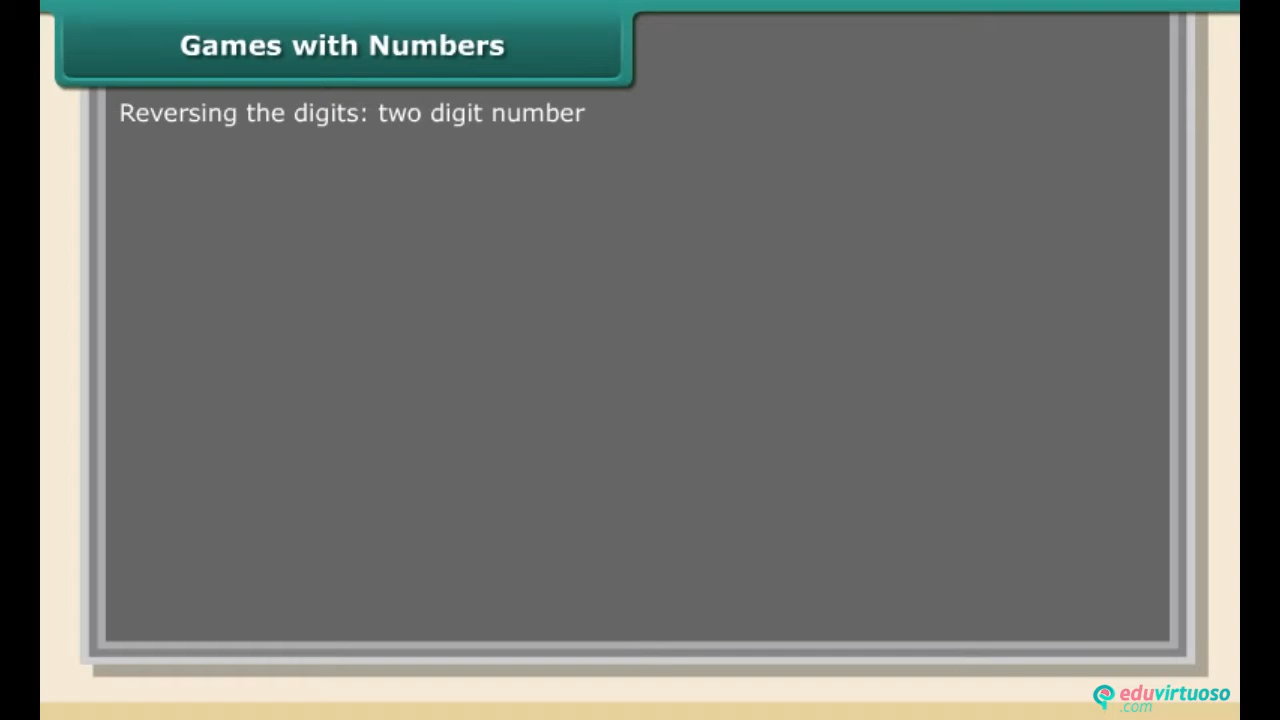 Games with Numbers
Reversing the digits: two digit number
eduvirtuoso
.com